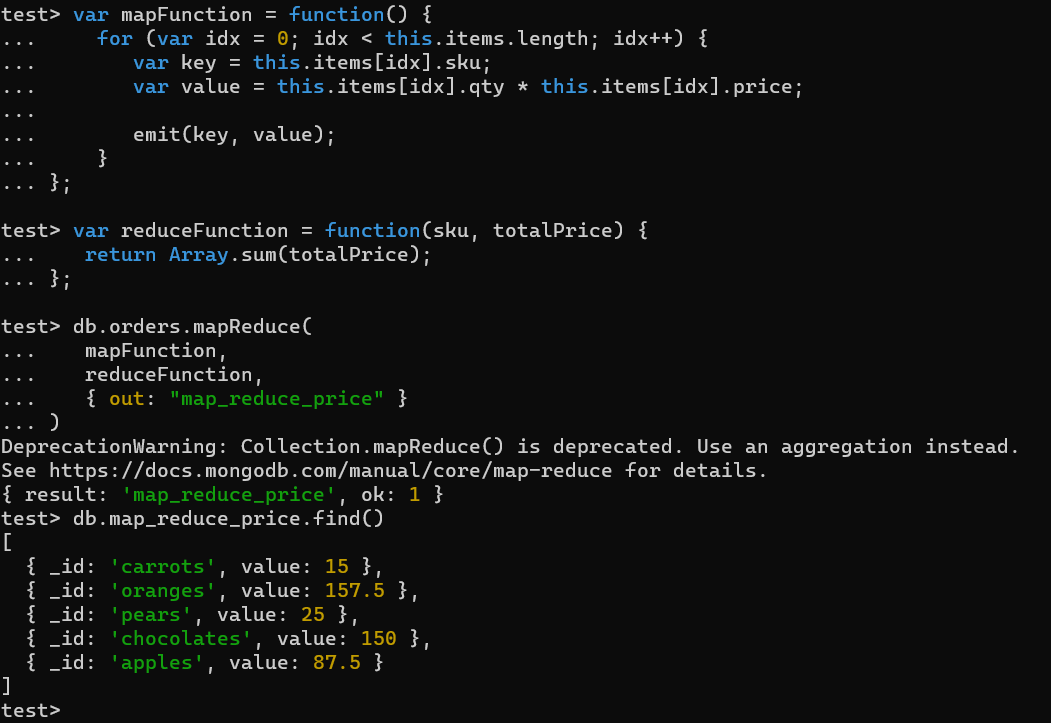 test> var mapFunction = function() {
...     for (var idx = 0; idx < this.items.length; idx++) {
...        var key = this.items[idx].sku;
...        var value = this.items[idx].qty * this.items[idx].price;
...
...        emit(key, value);
...     }
... };
test> var reduceFunction = function(sku, totalPrice) {
...    return Array.sum(totalPrice);
... };
test> db.orders.mapReduce(
...    mapFunction,
...    reduceFunction,
...    { out: "map_reduce_price" }
... )
DeprecationWarning: Collection.mapReduce() is deprecated. Use an aggregation instead.
See https://docs.mongodb.com/manual/core/map-reduce for details.
{ result: 'map_reduce_price', ok: 1 }
test> db.map_reduce_price.find()
[
  { _id: 'carrots', value: 15 },
  { _id: 'oranges', value: 157.5 },
  { _id: 'pears', value: 25 },
  { _id: 'chocolates', value: 150 },
  { _id: 'apples', value: 87.5 }
]
test>